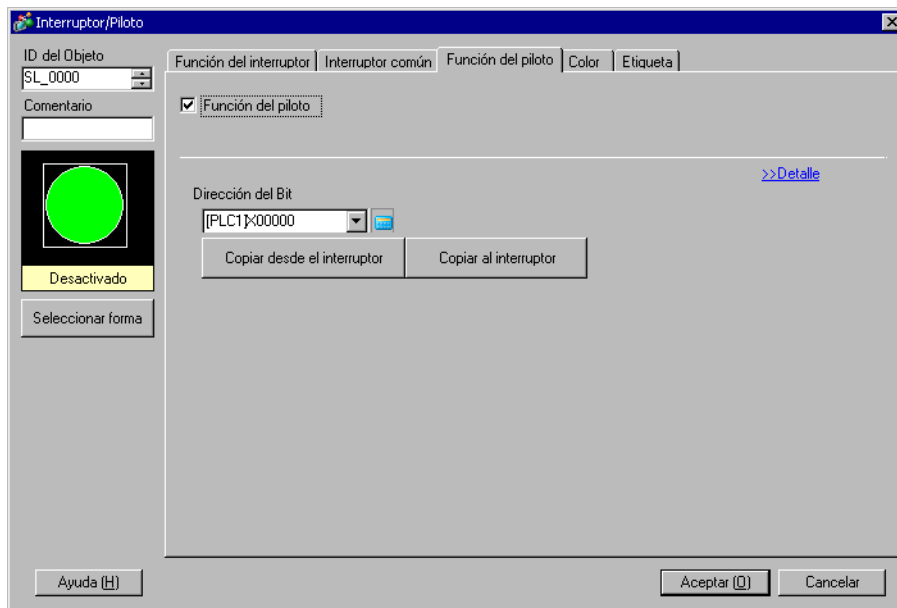 Interruptor/Piloto
ID del Objeto
SL_0000
Comentario
Desactivado
Seleccionar forma
Función del interruptor Interruptor común Función del piloto Color Etiqueta
Función del piloto
>>Detalle
Dirección del Bit
[PLC1]X00000
Copiar desde el interruptor Copiar al interruptor
Ayuda (H) Aceptar (O) Cancelar